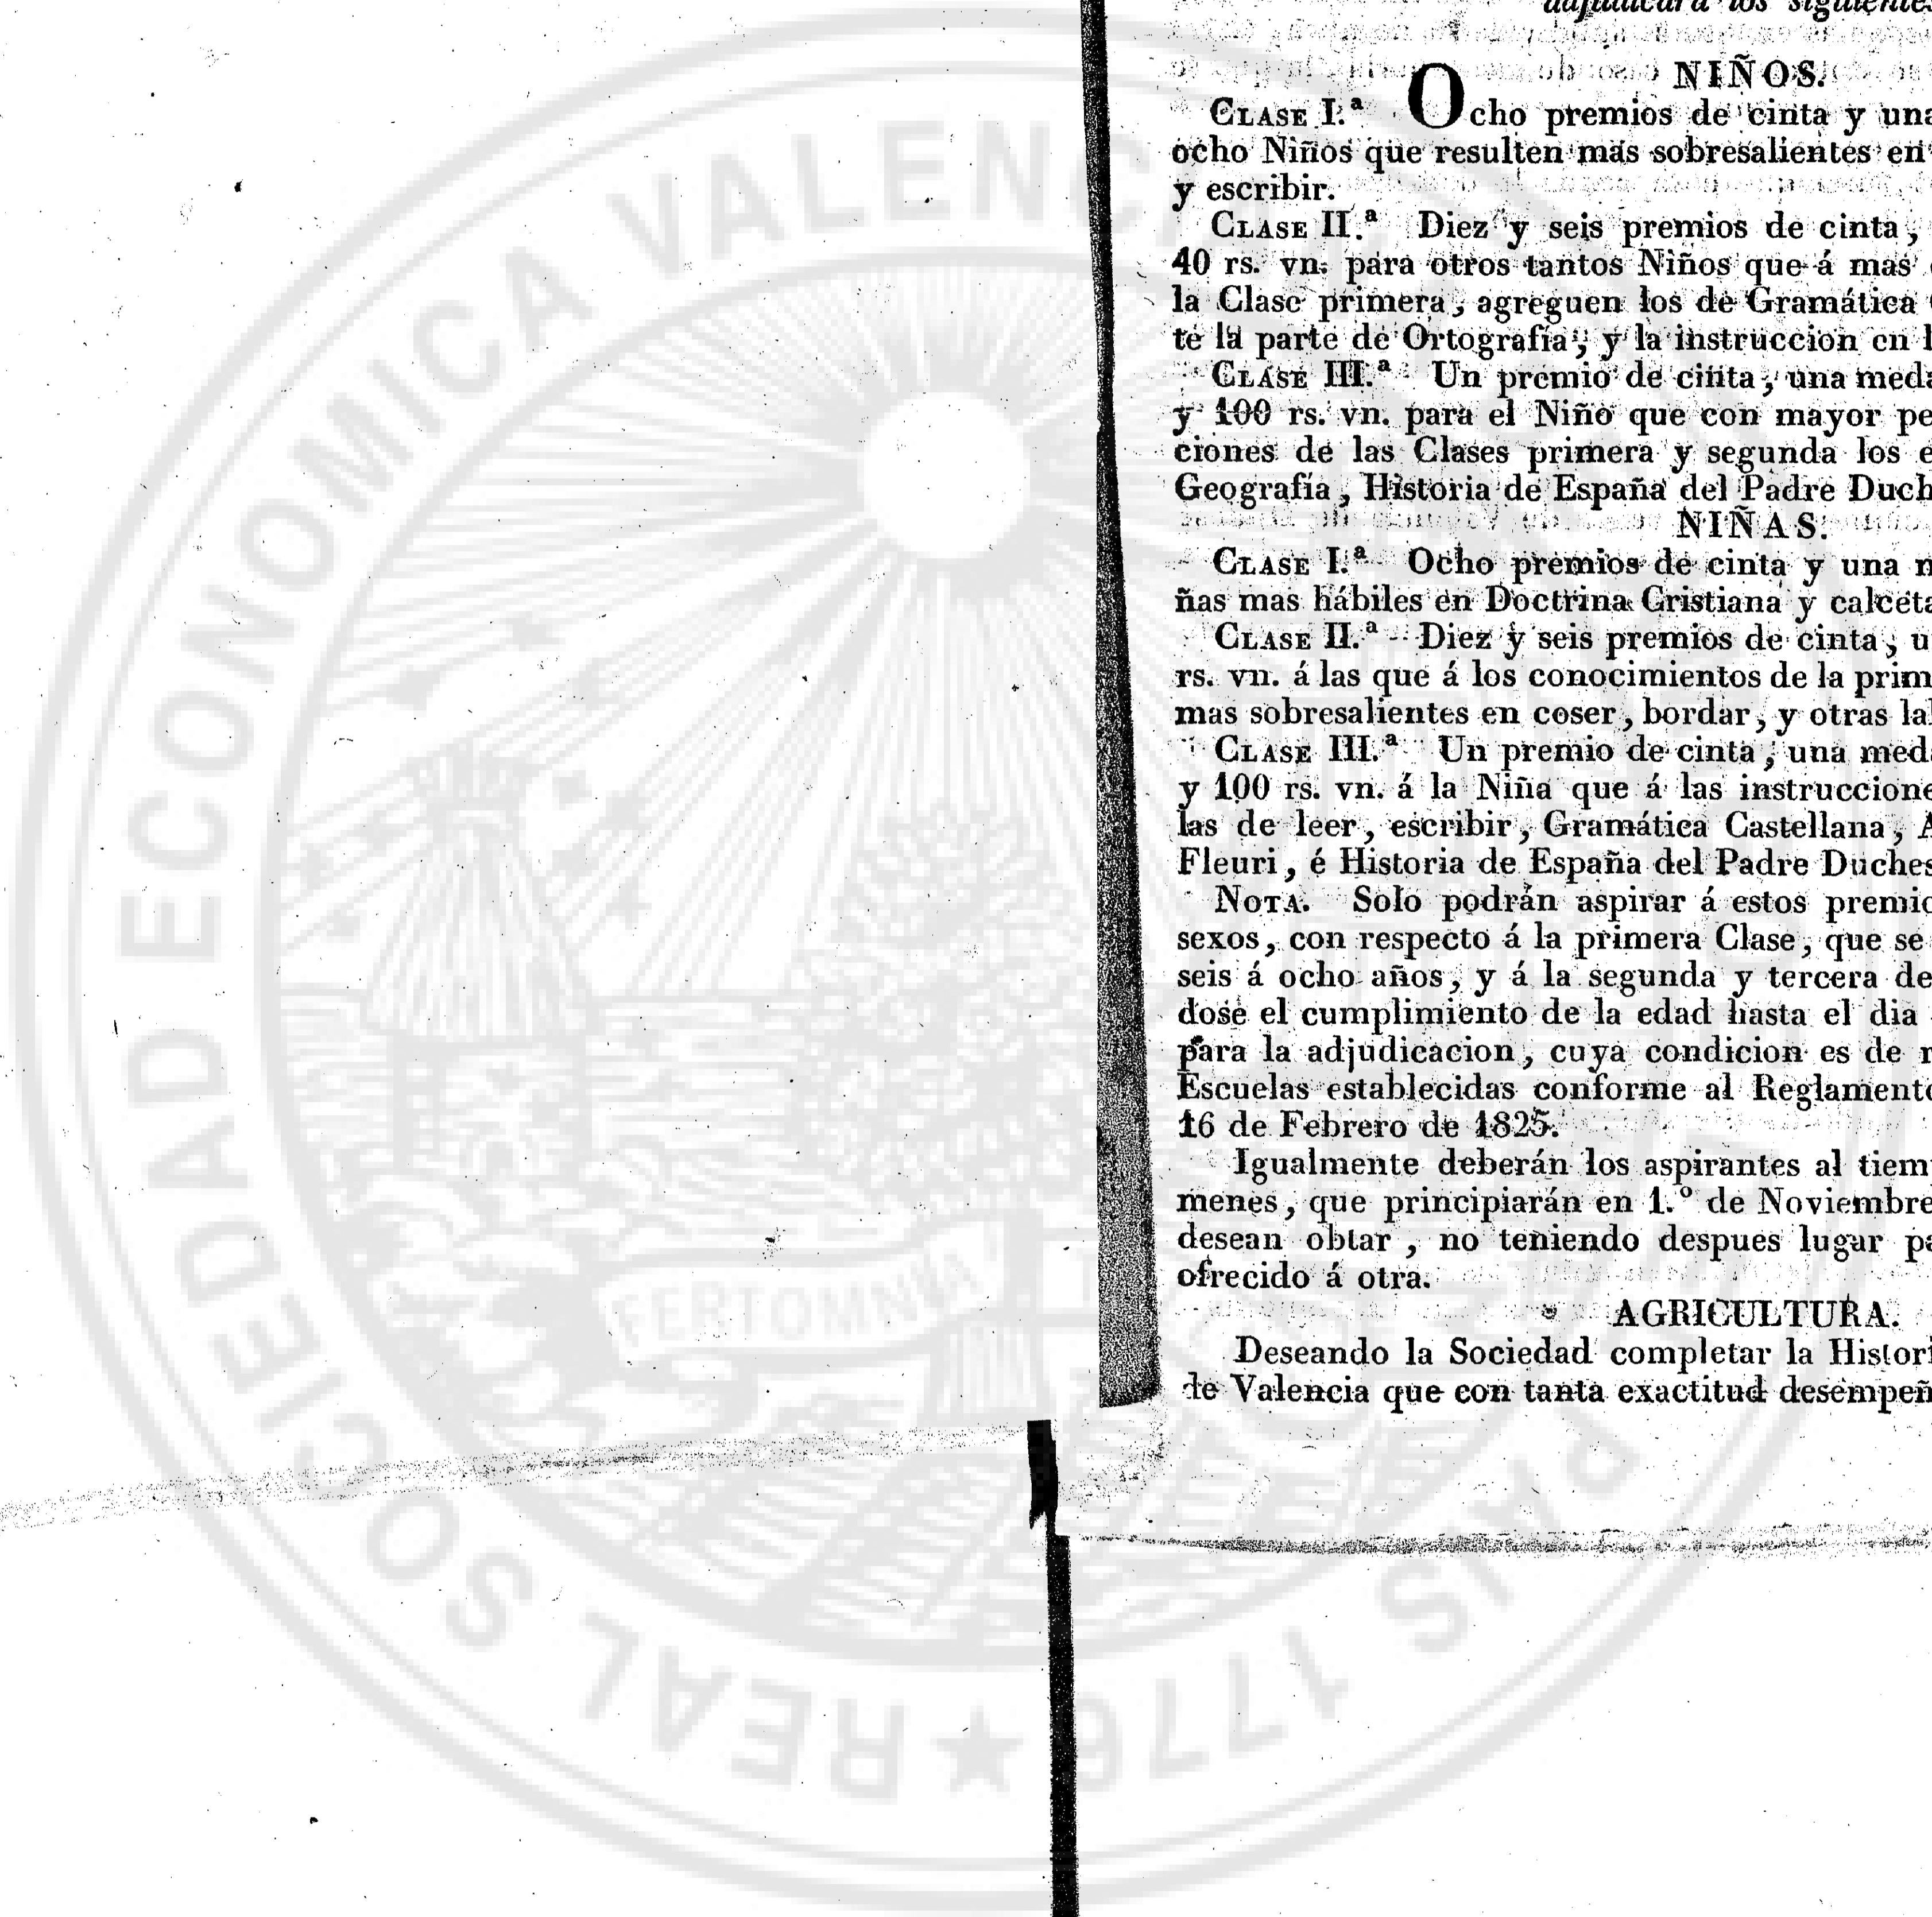 adjudicará los siguientes
NIÑOS.
CLASE I.ª Ocho premios de cinta y una
ocho Niños que resulten mas sobresalientes en
y escribir.
CLASE II.ª Diez y seis premios de cinta,
40 rs. vn. para otros tantos Niños que á mas
la Clase primera, agreguen los de Gramática
te la parte de Ortografía, y la instruccion en
CLASE III.ª Un premio de cinta, una meda
y 100 rs. vn. para el Niño que con mayor pe
ciones de las Clases primera y segunda los
Geografía, Historia de España del Padre Duch
NIÑAS.
CLASE I.ª Ocho premios de cinta y una
ñas mas hábiles en Doctrina Cristiana y calceta
CLASE II.ª Diez y seis premios de cinta, u
rs. vn. á las que á los conocimientos de la prim
mas sobresalientes en coser, bordar, y otras la
CLASE III.ª Un premio de cinta, una med
y 100 rs. vn. á la Niña que á las instruccione
las de leer, escribir, Gramática Castellana, A
Fleuri, é Historia de España del Padre Duches
NOTA. Solo podrán aspirar á estos premio
sexos, con respecto á la primera Clase, que se
seis á ocho años, y á la segunda y tercera de
dose el cumplimiento de la edad hasta el dia
para la adjudicacion, cuya condicion es de
Escuelas establecidas conforme al Reglamento
16 de Febrero de 1825.
Igualmente deberán los aspirantes al tiem
menes, que principiarán en 1.º de Noviembre
desean obtar, no teniendo despues lugar pa
ofrecido á otra.
AGRICULTURA.
Deseando la Sociedad completar la Histori
de Valencia que con tanta exactitud desempeñ
REAL SOCIEDAD ECONOMICA VALENC
PAIS 1776